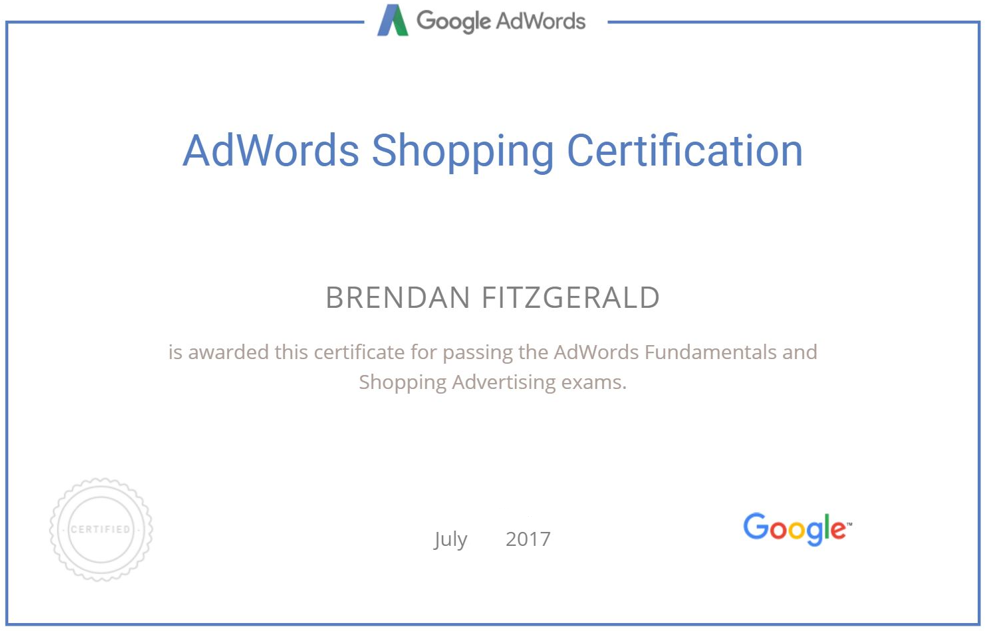 Google AdWords
AdWords Shopping Certification
BRENDAN FITZGERALD
is awarded this certificate for passing the AdWords Fundamentals and
Shopping Advertising exams.
CERTIFIED
July 2017
Google™